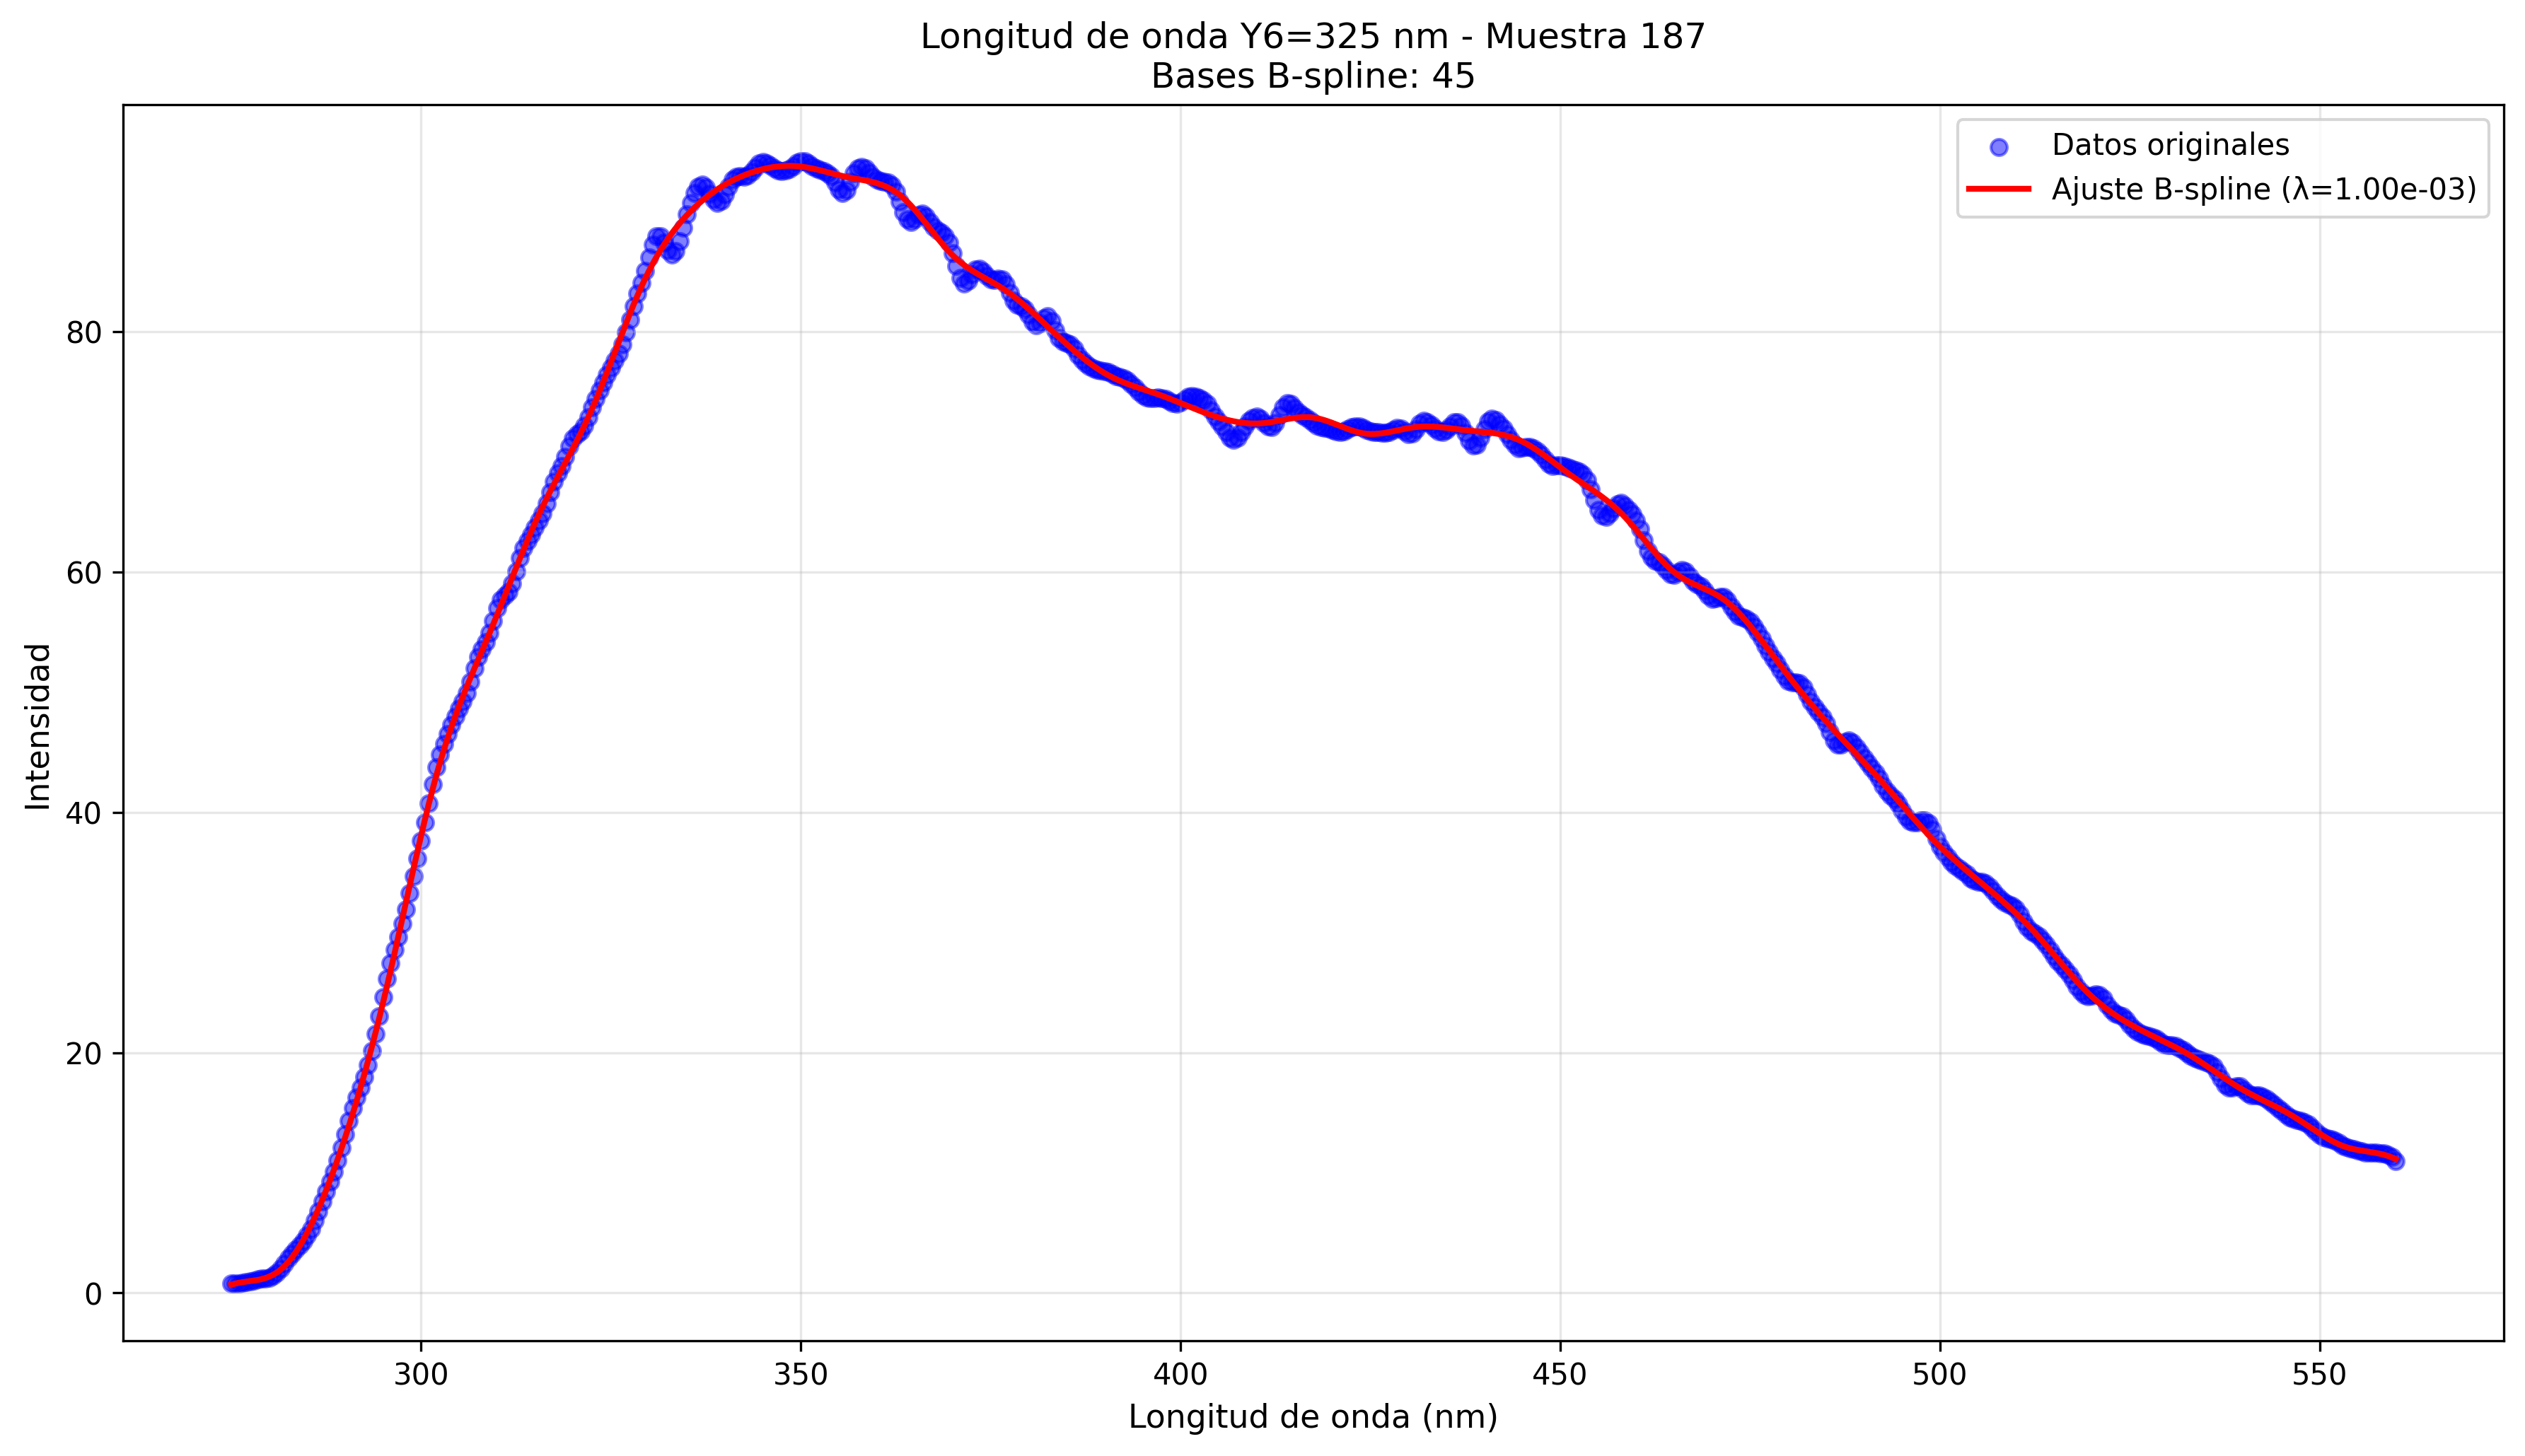 Longitud de onda Y6=325 nm - Muestra 187
Bases B-spline: 45
Datos originales
Ajuste B-spline (λ=1.00e-03)
Intensidad
80
60
40
20
0
300 350 400 450 500 550
Longitud de onda (nm)